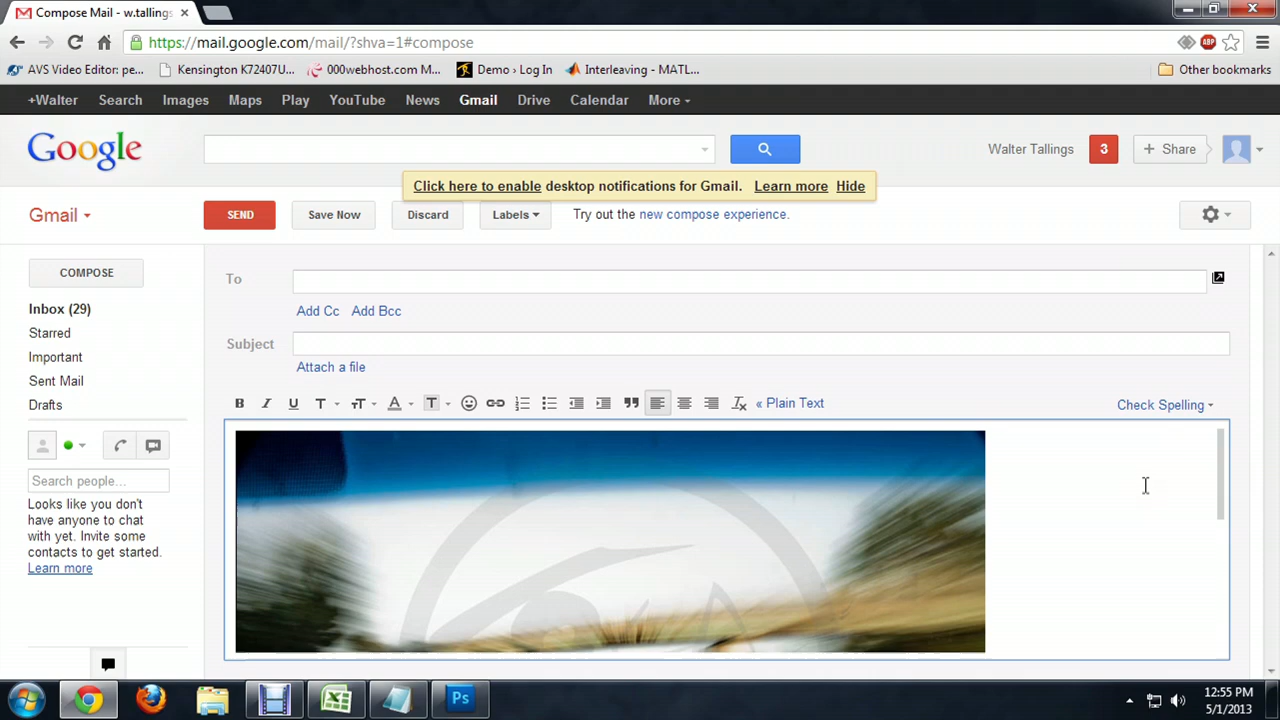 Compose Mail - w.tallings
https://mail.google.com/mail/?shva=1#compose
AVS Video Editor: pe...
Kensington K72407U...
000webhost.com M...
Demo › Log In
Interleaving - MATL...
Other bookmarks
+Walter Search Images Maps Play YouTube News Gmail Drive Calendar More
Google
Walter Tallings 3 + Share
Click here to enable desktop notifications for Gmail. Learn more Hide
Gmail
SEND Save Now Discard Labels Try out the new compose experience.
COMPOSE
Inbox (29)
Starred
Important
Sent Mail
Drafts
Search people...
Looks like you don't
have anyone to chat
with yet. Invite some
contacts to get started.
Learn more
To
Add Cc Add Bcc
Subject
Attach a file
B I U T T A T « Plain Text Check Spelling
Ps
12:55 PM
5/1/2013